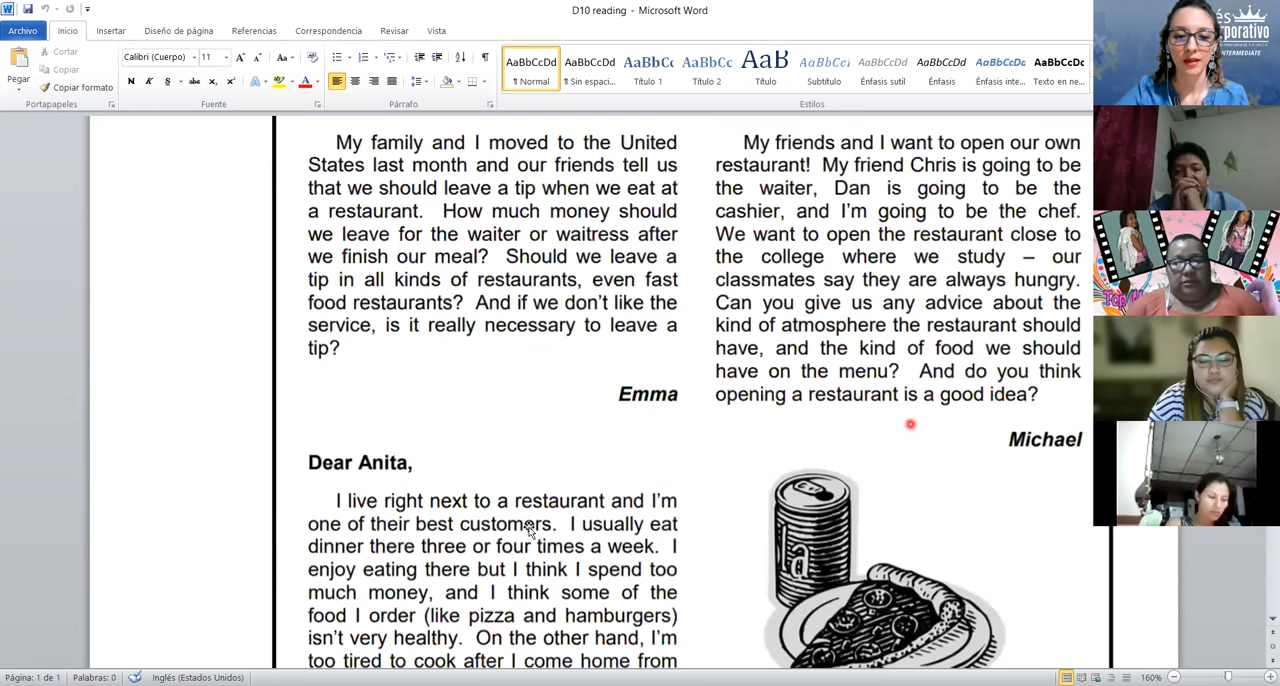 D10 reading - Microsoft Word
Archivo Inicio Insertar Diseño de página Referencias Correspondencia Revisar Vista
Pegar
Cortar
Copiar
Copiar formato
Portapapeles
Calibri (Cuerpo) 11
Fuente
Párrafo
AaBbCcDd AaBbCcDd AaBbCc AaBbCc AaB AaBbCcI AaBbCcDd AaBbCcDd AaBbCcDc AaBbCcDc
¶ Normal ¶ Sin espaci... Título 1 Título 2 Título Subtítulo Énfasis sutil Énfasis Énfasis inte... Texto en ne...
Estilos
My family and I moved to the United
States last month and our friends tell us
that we should leave a tip when we eat at
a restaurant. How much money should
we leave for the waiter or waitress after
we finish our meal? Should we leave a
tip in all kinds of restaurants, even fast
food restaurants? And if we don't like the
service, is it really necessary to leave a
tip?
Emma
Dear Anita,
I live right next to a restaurant and I'm
one of their best customers. I usually eat
dinner there three or four times a week. I
enjoy eating there but I think I spend too
much money, and I think some of the
food I order (like pizza and hamburgers)
isn't very healthy. On the other hand, I'm
too tired to cook after I come home from
My friends and I want to open our own
restaurant! My friend Chris is going to be
the waiter, Dan is going to be the
cashier, and I'm going to be the chef.
We want to open the restaurant close to
the college where we study – our
classmates say they are always hungry.
Can you give us any advice about the
kind of atmosphere the restaurant should
have, and the kind of food we should
have on the menu? And do you think
opening a restaurant is a good idea?
Michael
Página: 1 de 1 Palabras: 0 Inglés (Estados Unidos) 160%